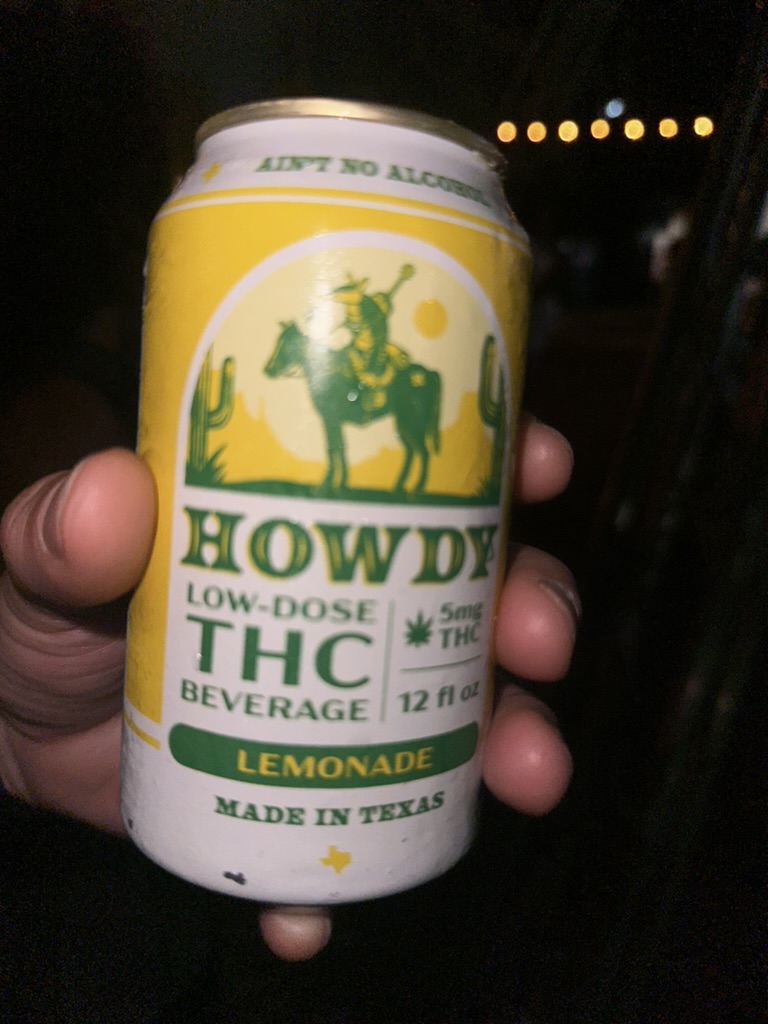 AIN'T NO ALCOHOL
HOWDY
LOW-DOSE
THC
BEVERAGE
5mg
THC
12 fl oz
LEMONADE
MADE IN TEXAS